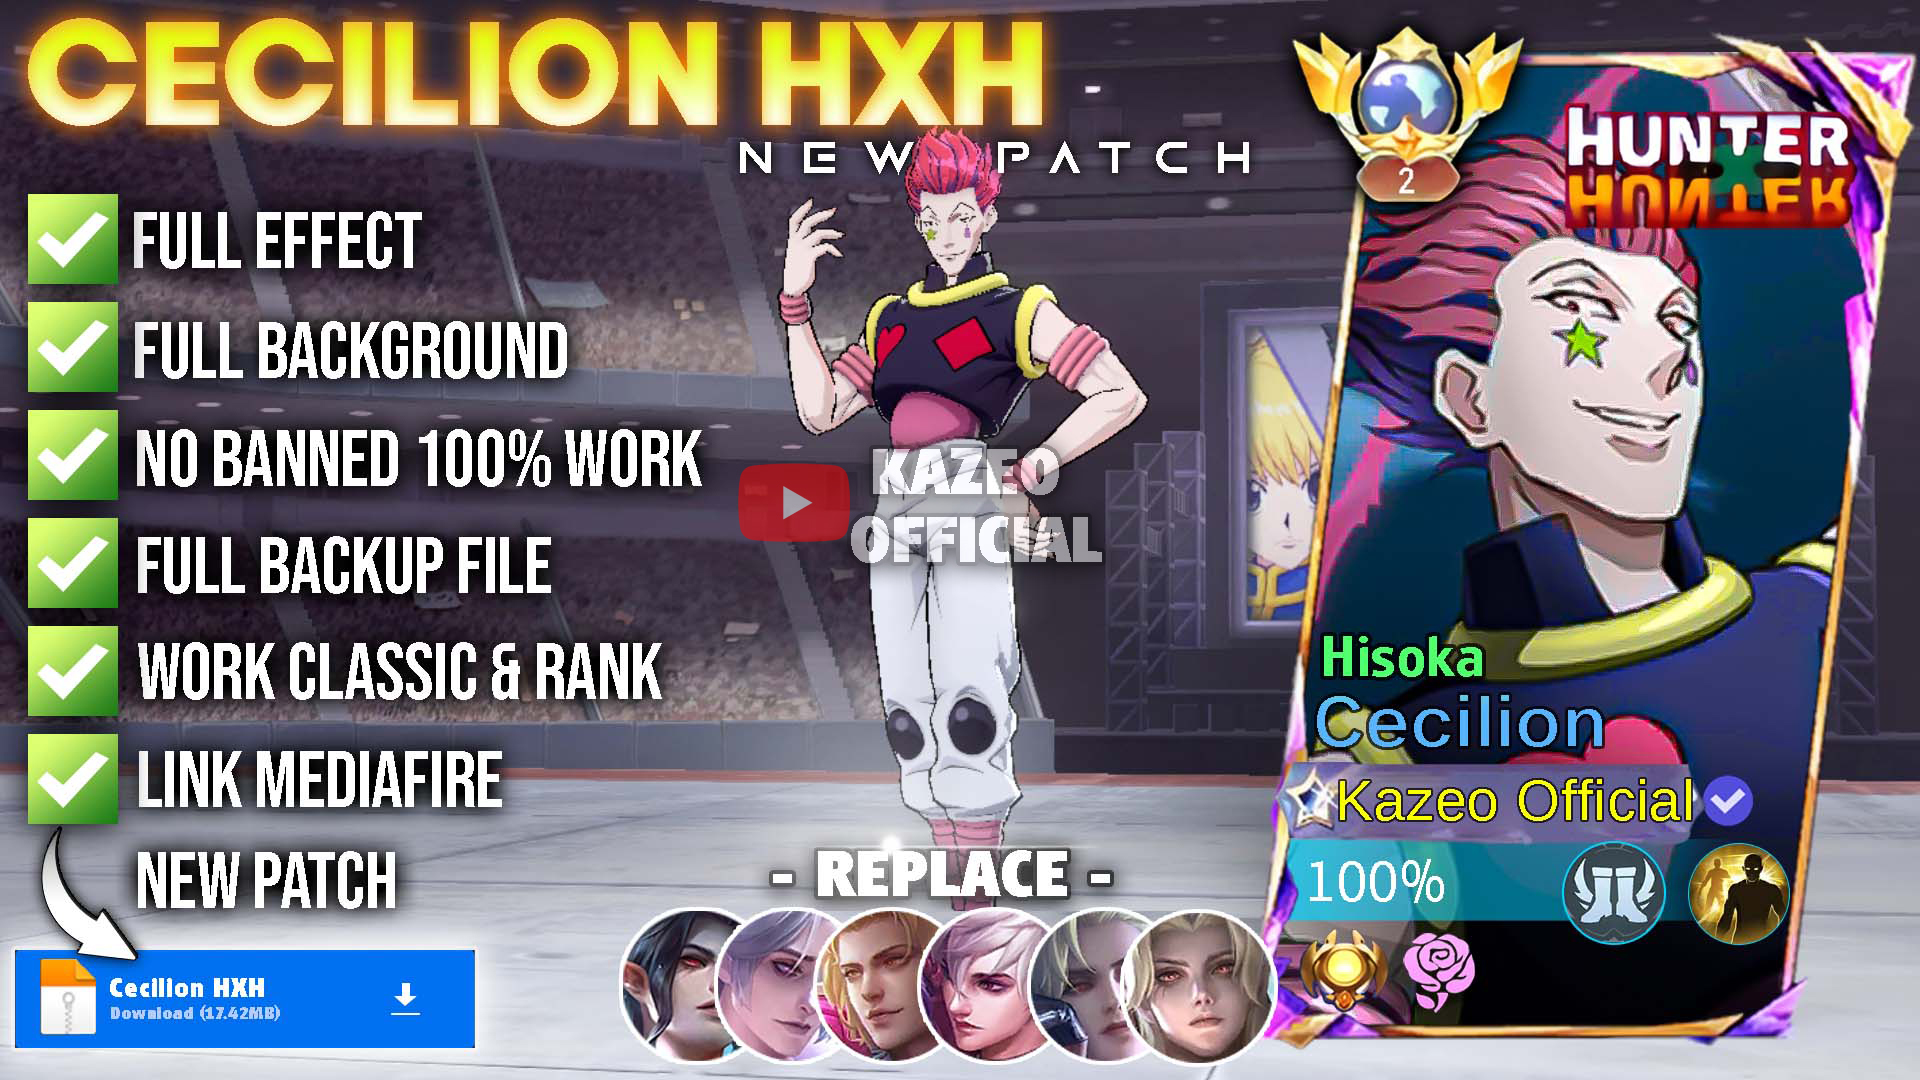 CECILION HXH
NEW PATCH
FULL EFFECT
FULL BACKGROUND
NO BANNED 100% WORK
FULL BACKUP FILE
WORK CLASSIC & RANK
LINK MEDIAFIRE
NEW PATCH
Cecilion HXH
Download (17.42MB)
KAZEO
OFFICIAL
- REPLACE -
2
HUNTER
X
HUNTER
Hisoka
Cecilion
Kazeo Official
100%